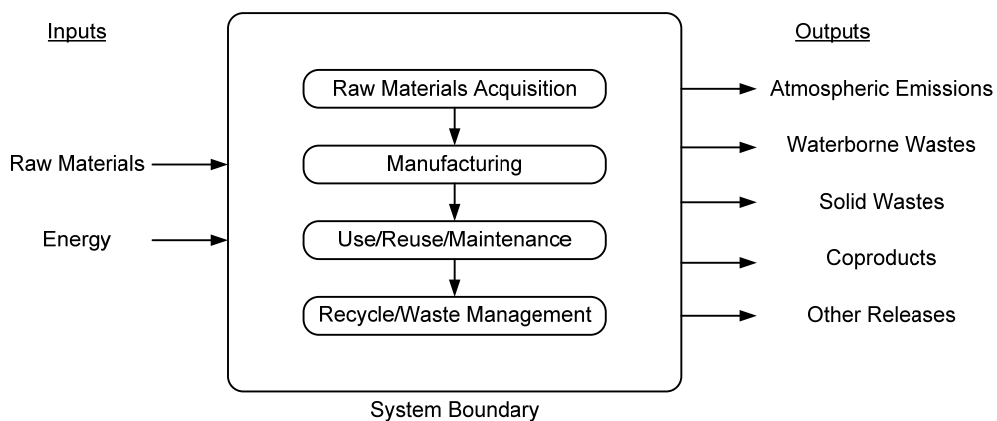 Inputs
Outputs
Raw Materials Acquisition
Atmospheric Emissions
Waterborne Wastes
Raw Materials
Manufacturing
Solid Wastes
Energy
Use/Reuse/Maintenance
Coproducts
Recycle/Waste Management
Other Releases
System Boundary